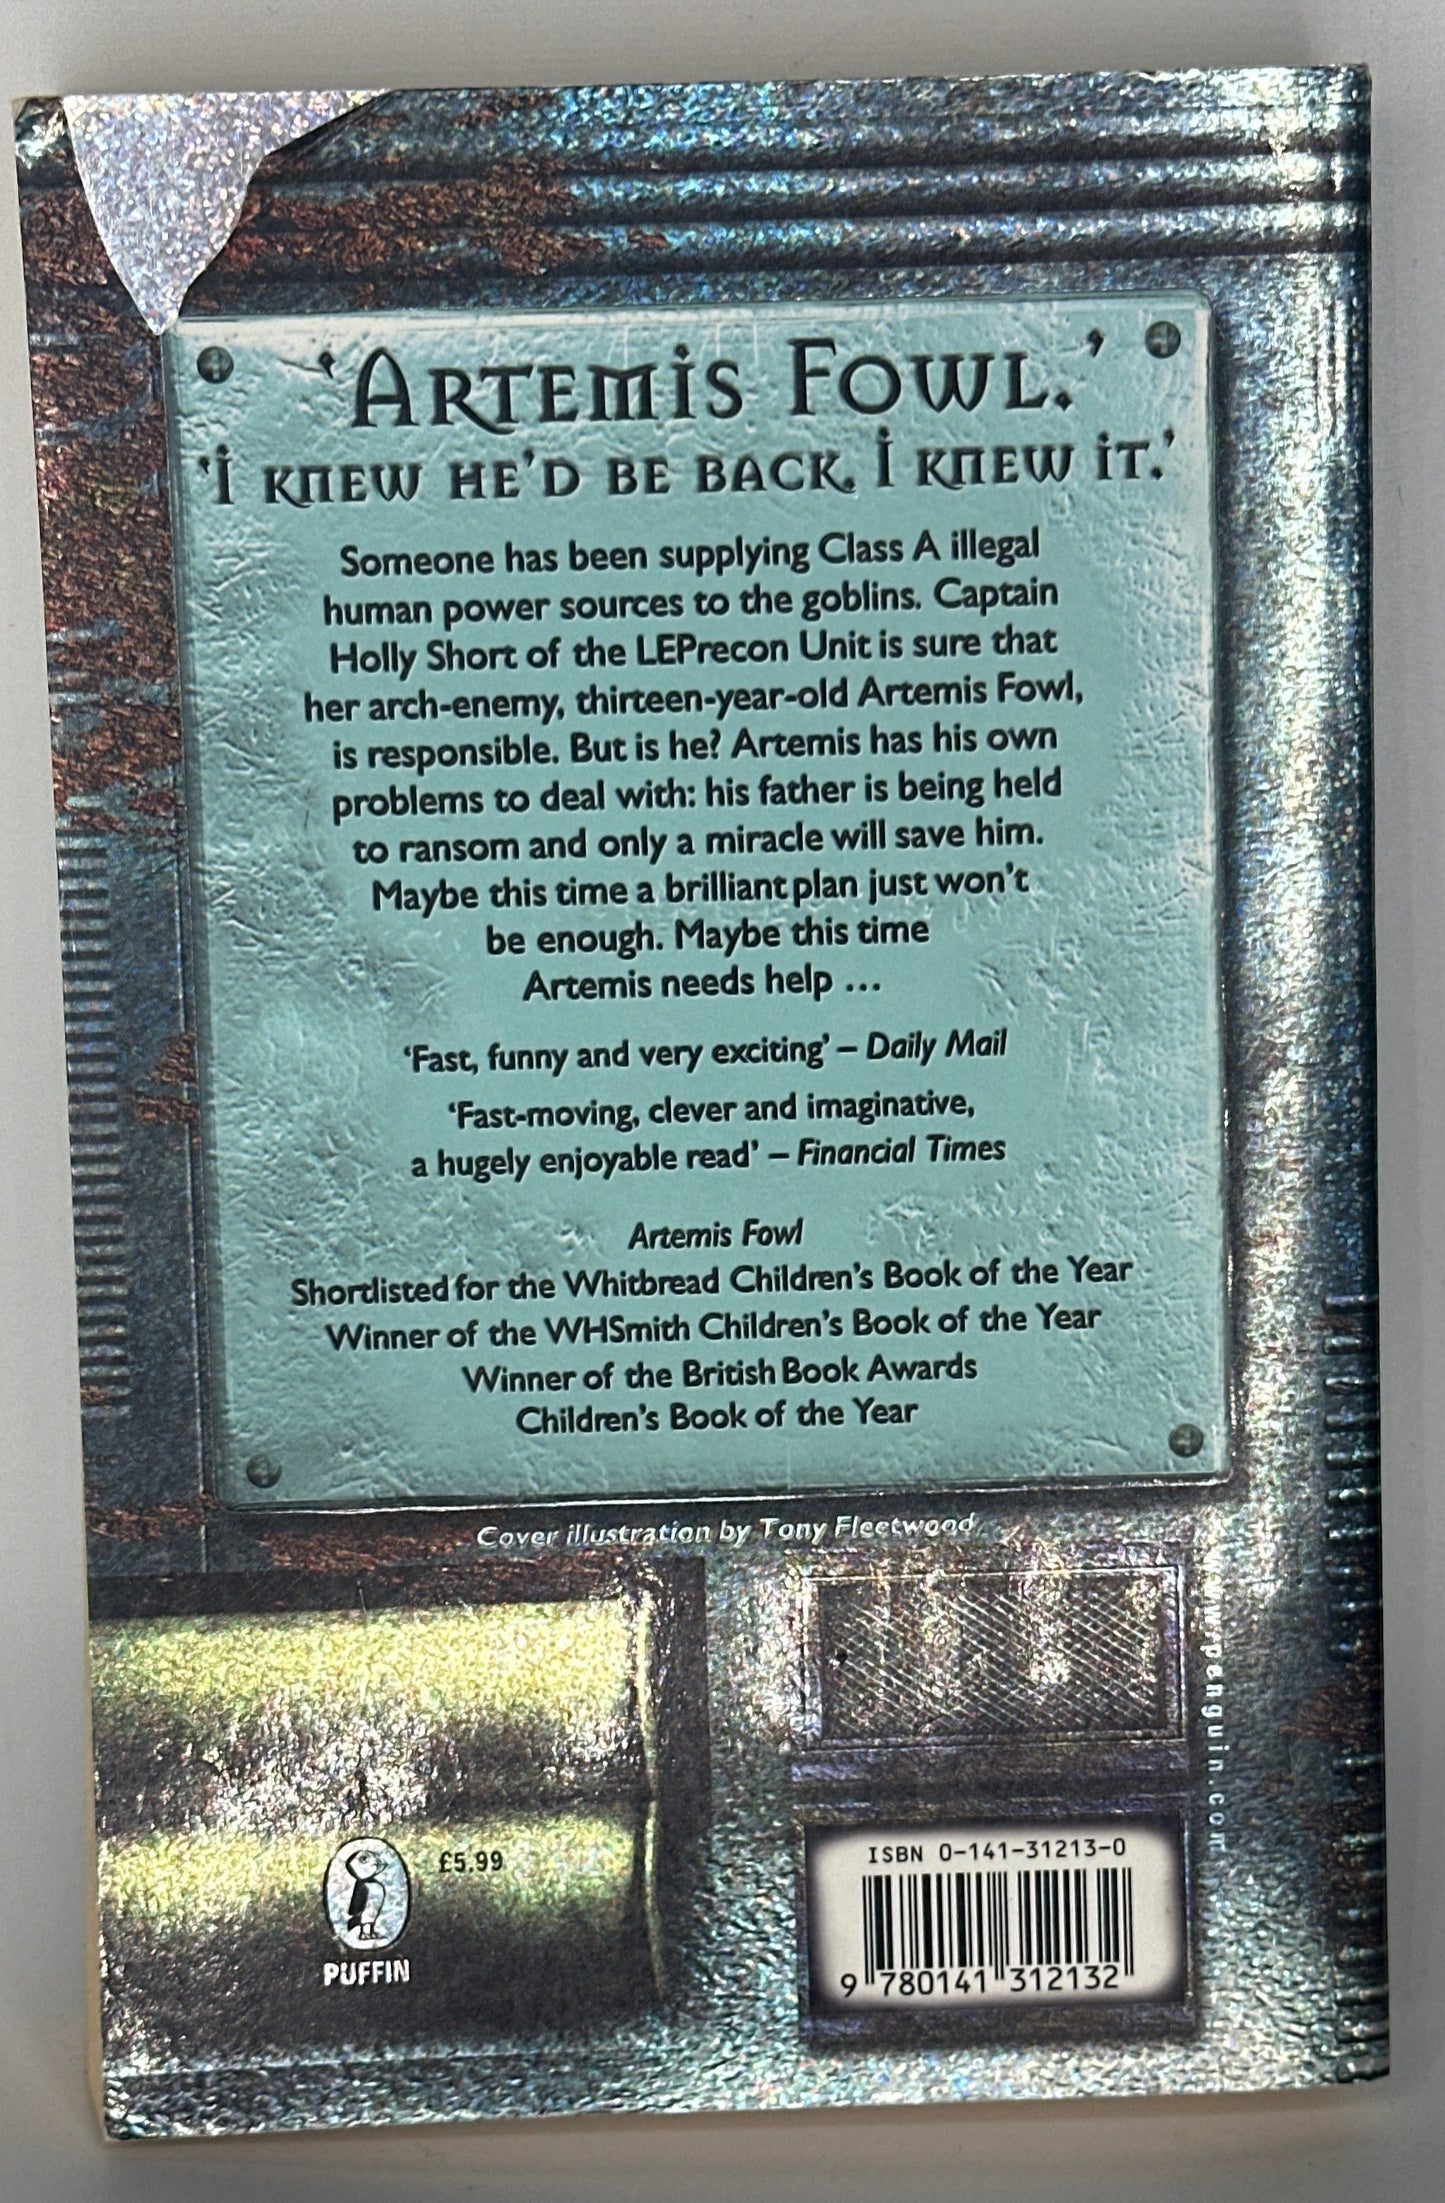 ‘Artemis Fowl.’
‘I knew he’d be back. I knew it.’
Someone has been supplying Class A illegal
human power sources to the goblins. Captain
Holly Short of the LEPrecon Unit is sure that
her arch-enemy, thirteen-year-old Artemis Fowl,
is responsible. But is he? Artemis has his own
problems to deal with: his father is being held
to ransom and only a miracle will save him.
Maybe this time a brilliant plan just won’t
be enough. Maybe this time
Artemis needs help ...
‘Fast, funny and very exciting’ – Daily Mail
‘Fast-moving, clever and imaginative,
a hugely enjoyable read’ – Financial Times
Artemis Fowl
Shortlisted for the Whitbread Children’s Book of the Year
Winner of the WHSmith Children’s Book of the Year
Winner of the British Book Awards
Children’s Book of the Year
Cover illustration by Tony Fleetwood
www.penguin.com
£5.99
PUFFIN
ISBN 0-141-31213-0
9 780141 312132